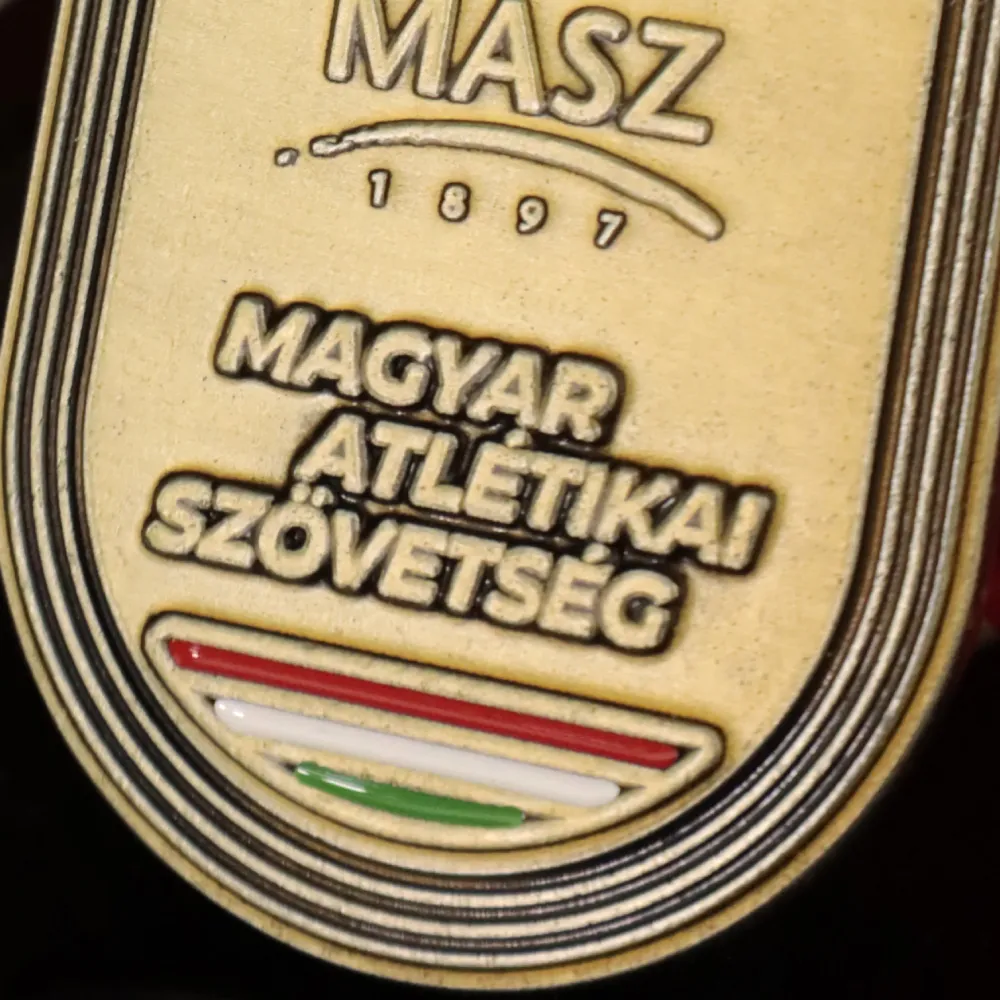 MASZ
1897
MAGYAR
ATLÉTIKAI
SZÖVETSÉG